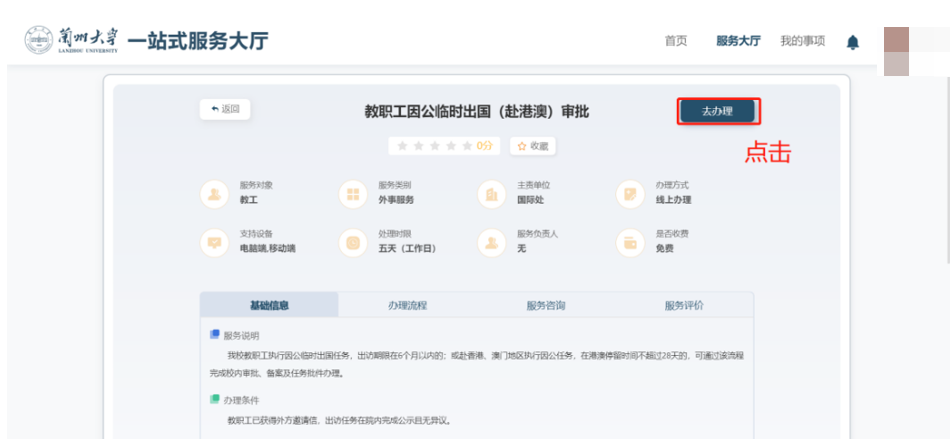 兰州大学 一站式服务大厅 首页 服务大厅 我的事项
LANZHOU UNIVERSITY
返回 教职工因公临时出国（赴港澳）审批 去办理
0分 收藏
点击
服务对象 服务类别 主责单位 办理方式
教工 外事服务 国际处 线上办理
支持设备 处理时限 服务负责人 是否收费
电脑端,移动端 五天（工作日） 无 免费
基础信息 办理流程 服务咨询 服务评价
服务说明
我校教职工执行因公临时出国任务，出访期限在6个月以内的；或赴香港、澳门地区执行因公任务，在港澳停留时间不超过28天的，可通过该流程
完成校内审批、备案及任务批件办理。
办理条件
教职工已获得外方邀请信，出访任务在院内完成公示且无异议。